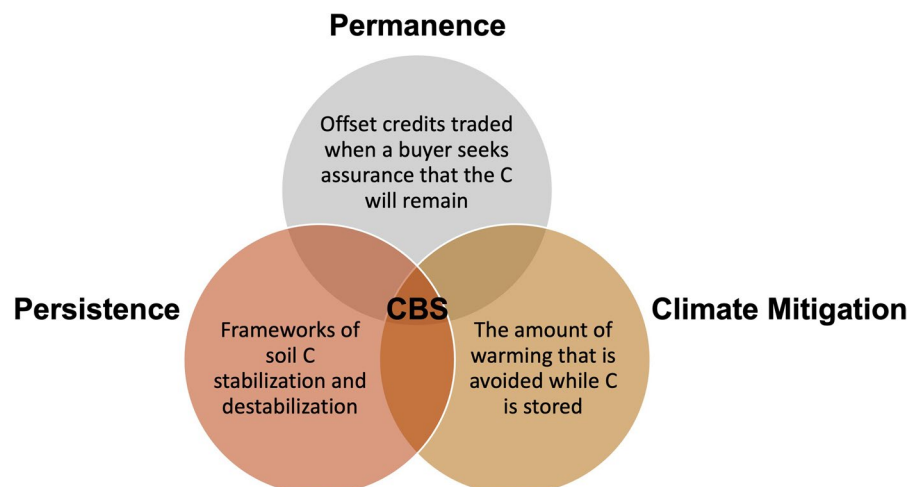 Permanence
Offset credits traded
when a buyer seeks
assurance that the C
will remain
Persistence
CBS
Climate Mitigation
Frameworks of
soil C
stabilization and
destabilization
The amount of
warming that is
avoided while C
is stored